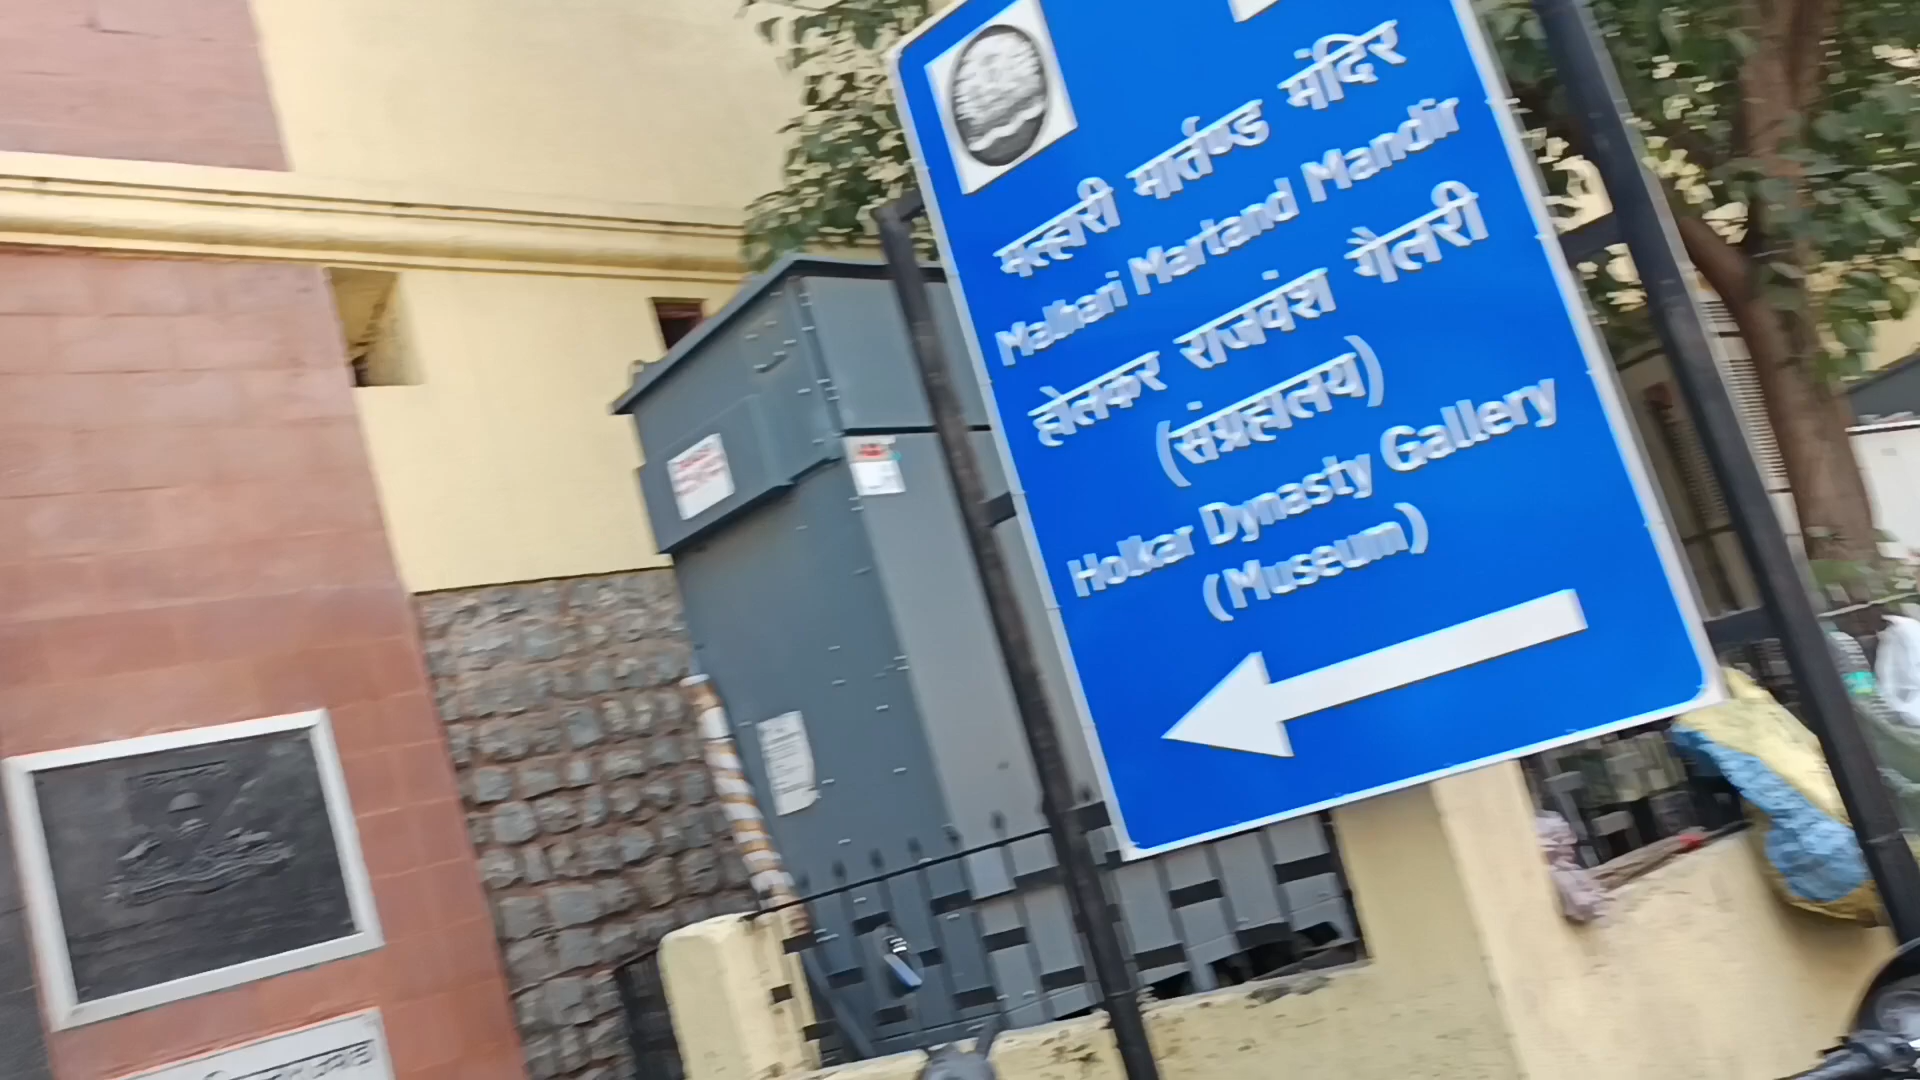 मल्हारी मार्तण्ड मंदिर
Malhari Martand Mandir
होलकर राजवंश गैलरी
(संग्रहालय)
Holkar Dynasty Gallery
(Museum)